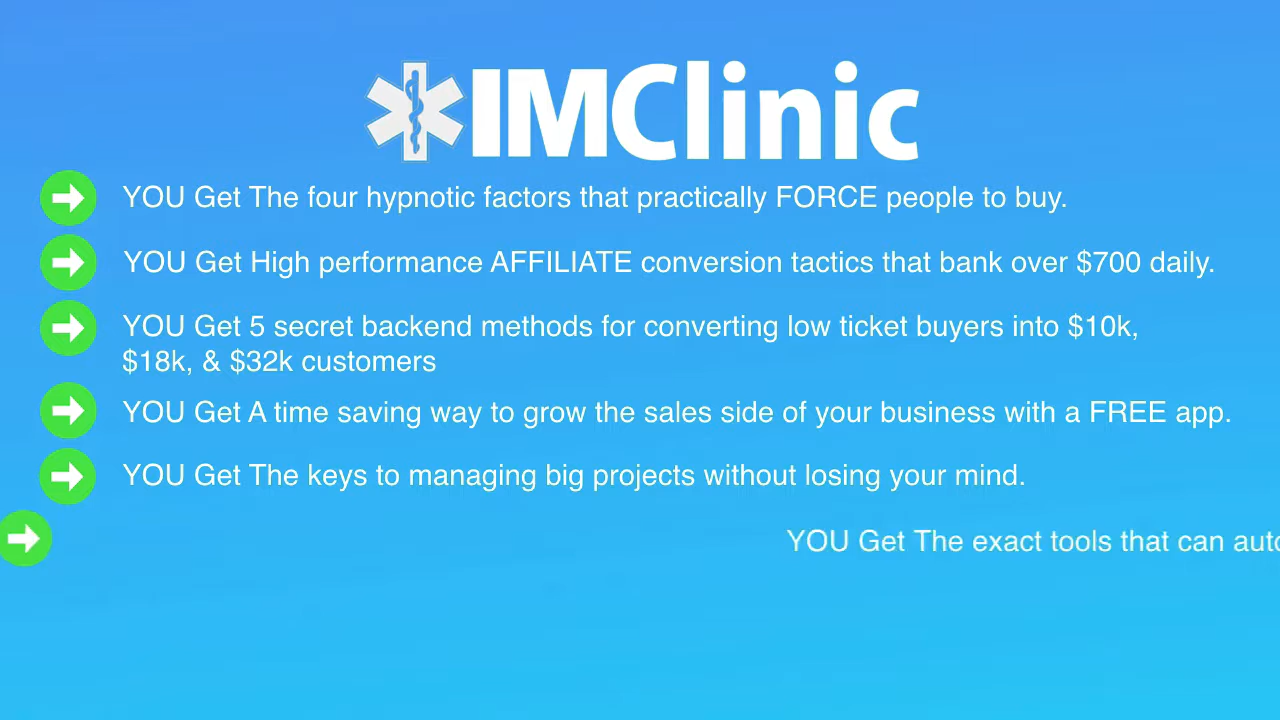 IMClinic
YOU Get The four hypnotic factors that practically FORCE people to buy.
YOU Get High performance AFFILIATE conversion tactics that bank over $700 daily.
YOU Get 5 secret backend methods for converting low ticket buyers into $10k,
$18k, & $32k customers
YOU Get A time saving way to grow the sales side of your business with a FREE app.
YOU Get The keys to managing big projects without losing your mind.
YOU Get The exact tools that can